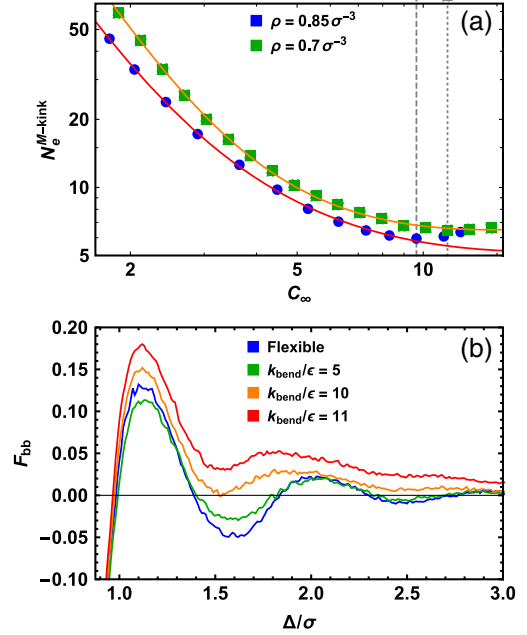 (a)
ρ = 0.85 σ⁻³
ρ = 0.7 σ⁻³
50
20
10
5
N_e^{M-kink}
2 5 10
C_∞
(b)
Flexible
k_bend/ϵ = 5
k_bend/ϵ = 10
k_bend/ϵ = 11
0.20
0.15
0.10
0.05
0.00
-0.05
-0.10
F_bb
1.0 1.5 2.0 2.5 3.0
Δ/σ